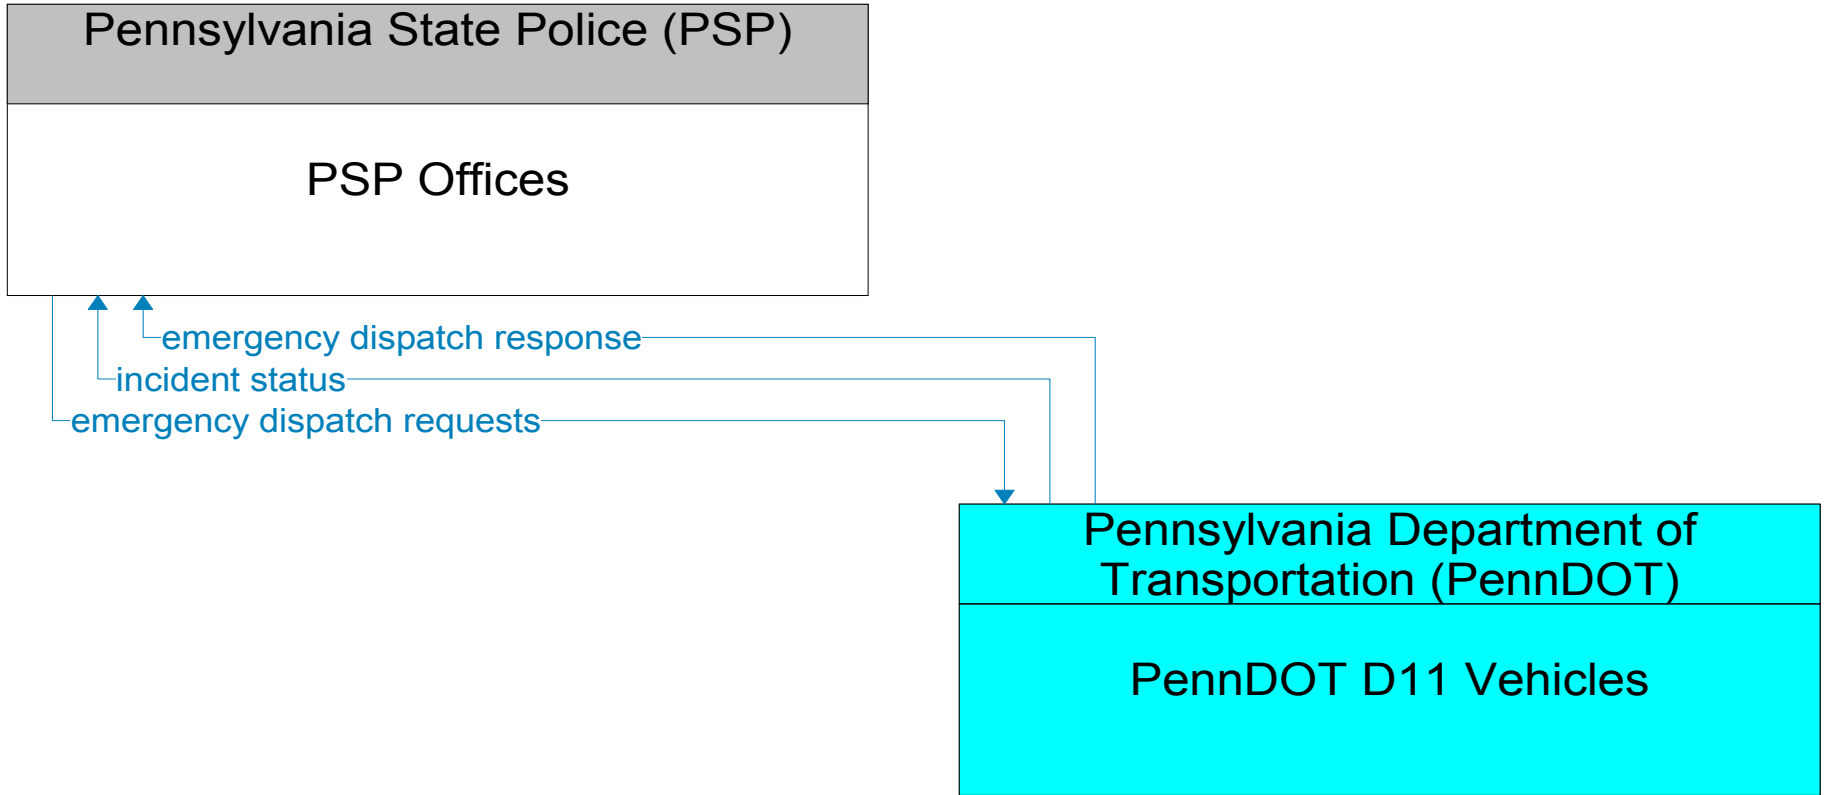 Pennsylvania State Police (PSP)
PSP Offices
emergency dispatch response
incident status
emergency dispatch requests
Pennsylvania Department of
Transportation (PennDOT)
PennDOT D11 Vehicles